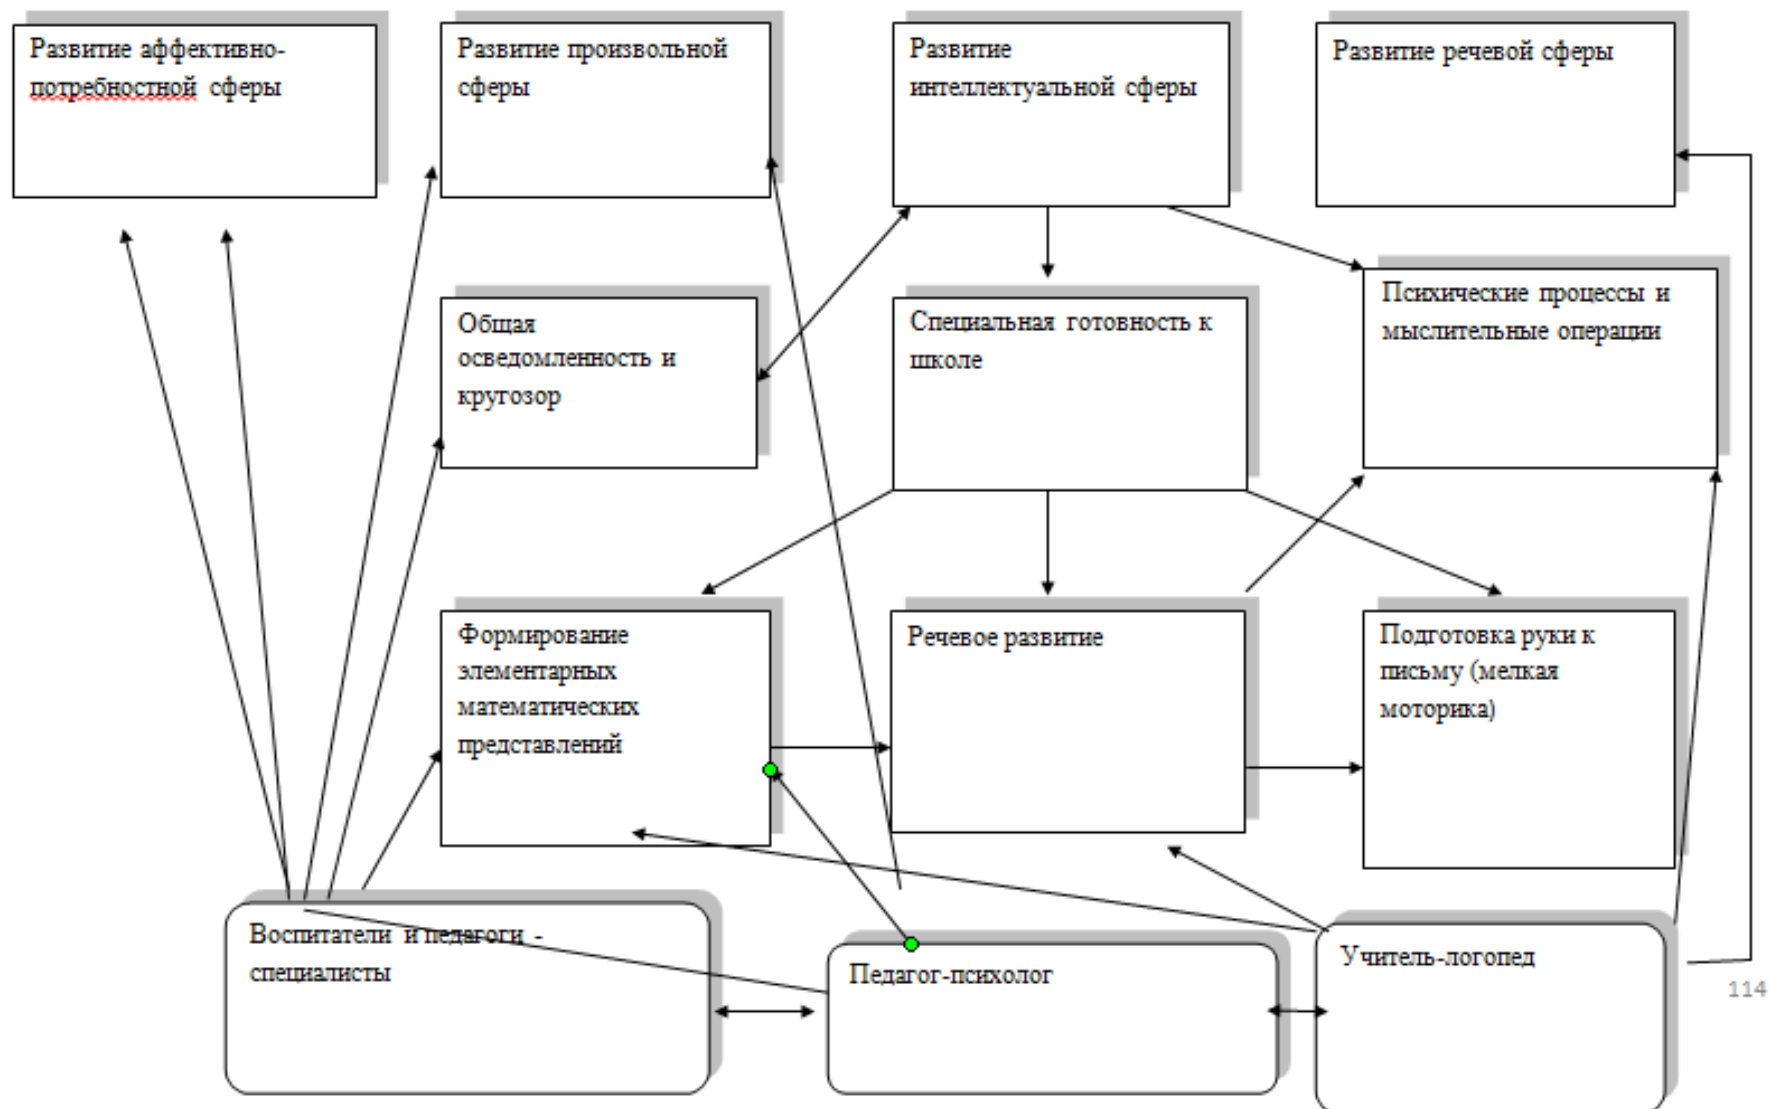 Развитие аффективно-
потребностной сферы
Развитие произвольной
сферы
Развитие
интеллектуальной сферы
Развитие речевой сферы
Общая
осведомленность и
кругозор
Специальная готовность к
школе
Психические процессы и
мыслительные операции
Формирование
элементарных
математических
представлений
Речевое развитие
Подготовка руки к
письму (мелкая
моторика)
Воспитатели и педагоги -
специалисты
Педагог-психолог
Учитель-логопед
114